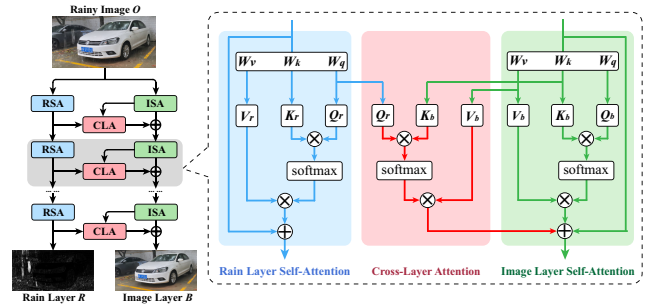 Rainy Image O
RSA
ISA
CLA
RSA
ISA
CLA
... ...
... ...
RSA
ISA
CLA
Rain Layer R
Image Layer B
Wv Wk Wq
Vr Kr Qr
softmax
Rain Layer Self-Attention
Qr Kb Vb
softmax
Cross-Layer Attention
Wv Wk Wq
Vb Kb Qb
softmax
Image Layer Self-Attention